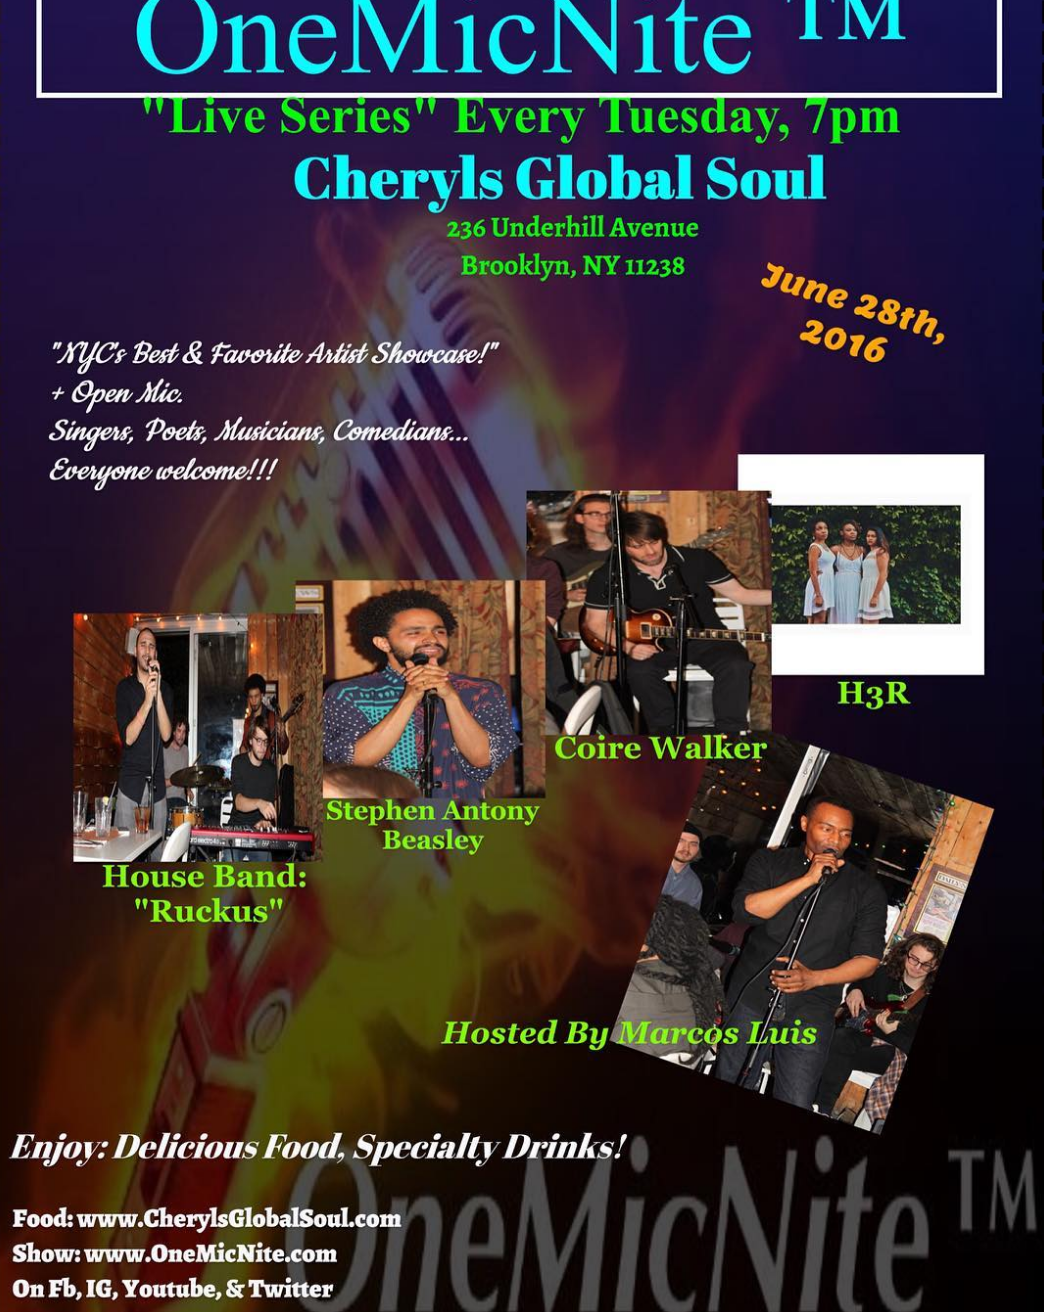 OneMicNite ™
"Live Series" Every Tuesday, 7pm
Cheryls Global Soul
236 Underhill Avenue
Brooklyn, NY 11238
June 28th,
2016
"NYC's Best & Favorite Artist Showcase!"
+ Open Mic.
Singers, Poets, Musicians, Comedians...
Everyone welcome!!!
H3R
Coire Walker
Stephen Antony
Beasley
House Band:
"Ruckus"
Hosted By Marcos Luis
Enjoy: Delicious Food, Specialty Drinks!
OneMicNite ™
Food: www.CherylsGlobalSoul.com
Show: www.OneMicNite.com
On Fb, IG, Youtube, & Twitter